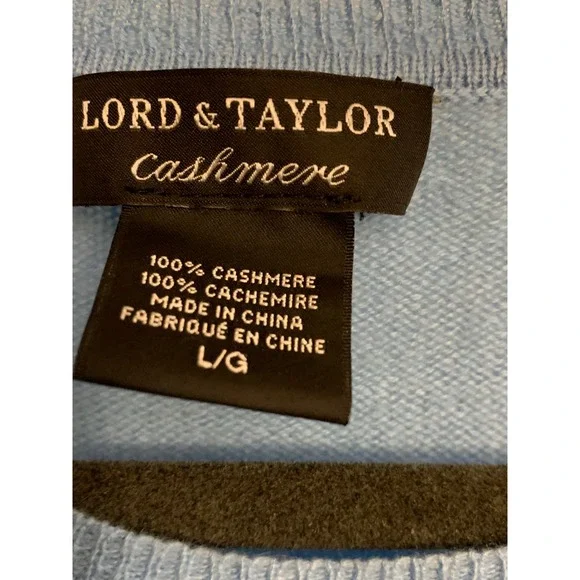 LORD & TAYLOR
cashmere
100% CASHMERE
100% CACHEMIRE
MADE IN CHINA
FABRIQUÉ EN CHINE
L/G